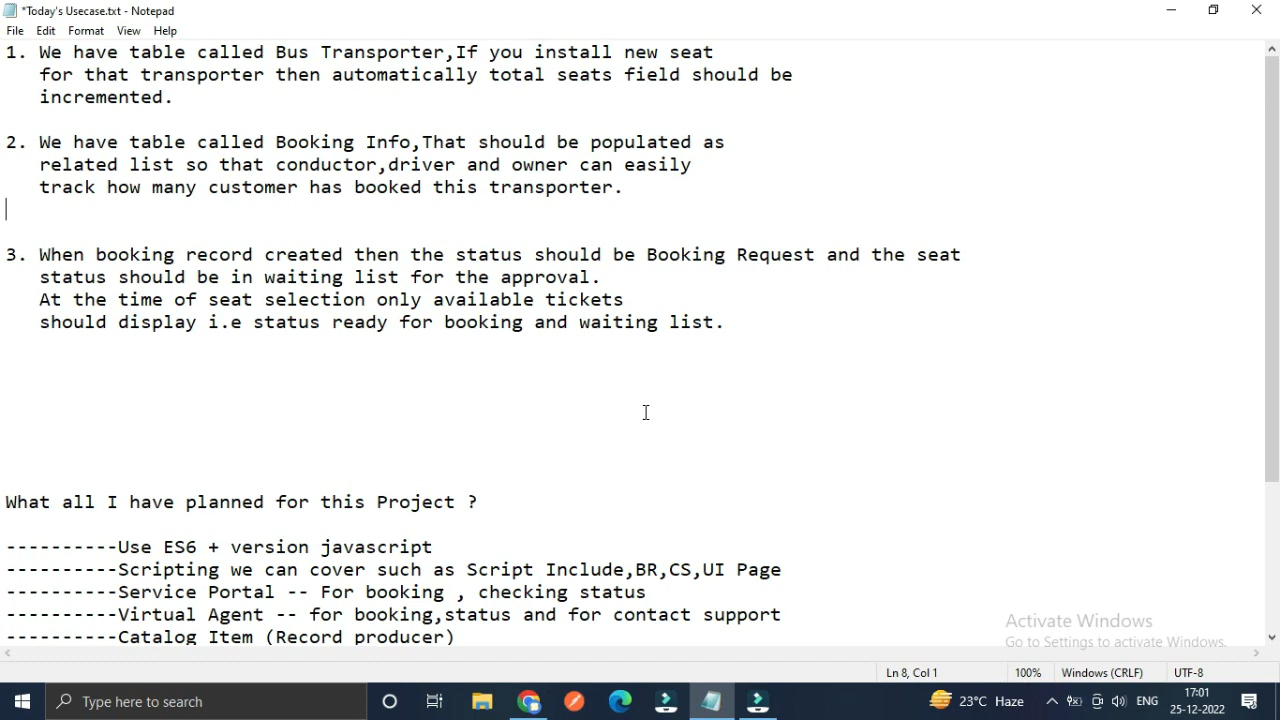 *Today's Usecase.txt - Notepad
File Edit Format View Help
1. We have table called Bus Transporter,If you install new seat
for that transporter then automatically total seats field should be
incremented.
2. We have table called Booking Info,That should be populated as
related list so that conductor,driver and owner can easily
track how many customer has booked this transporter.
3. When booking record created then the status should be Booking Request and the seat
status should be in waiting list for the approval.
At the time of seat selection only available tickets
should display i.e status ready for booking and waiting list.
What all I have planned for this Project ?
----------Use ES6 + version javascript
----------Scripting we can cover such as Script Include,BR,CS,UI Page
----------Service Portal -- For booking , checking status
----------Virtual Agent -- for booking,status and for contact support
----------Catalog Item (Record producer)
Activate Windows
Go to Settings to activate Windows.
Ln 8, Col 1 100% Windows (CRLF) UTF-8
Type here to search
23°C Haze
ENG
17:01
25-12-2022